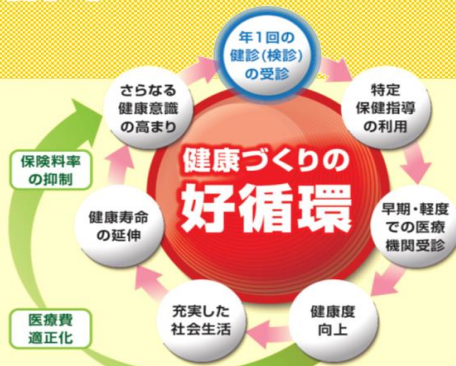 年1回の
健診(検診)
の受診
特定
保健指導
の利用
早期・軽度
での医療
機関受診
健康度
向上
充実した
社会生活
健康寿命
の延伸
さらなる
健康意識
の高まり
健康づくりの
好循環
保険料率
の抑制
医療費
適正化